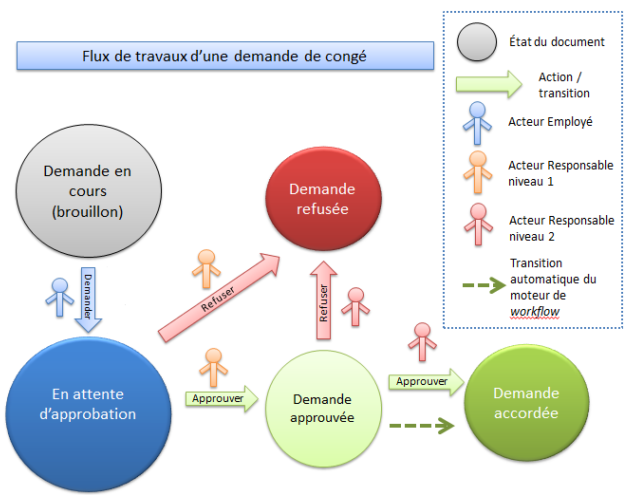 Flux de travaux d'une demande de congé
État du document
Action /
transition
Acteur Employé
Acteur Responsable
niveau 1
Acteur Responsable
niveau 2
Transition
automatique du
moteur de
workflow
Demande en
cours
(brouillon)
Demande
refusée
Demander
Refuser
Refuser
En attente
d'approbation
Approuver
Demande
approuvée
Approuver
Demande
accordée